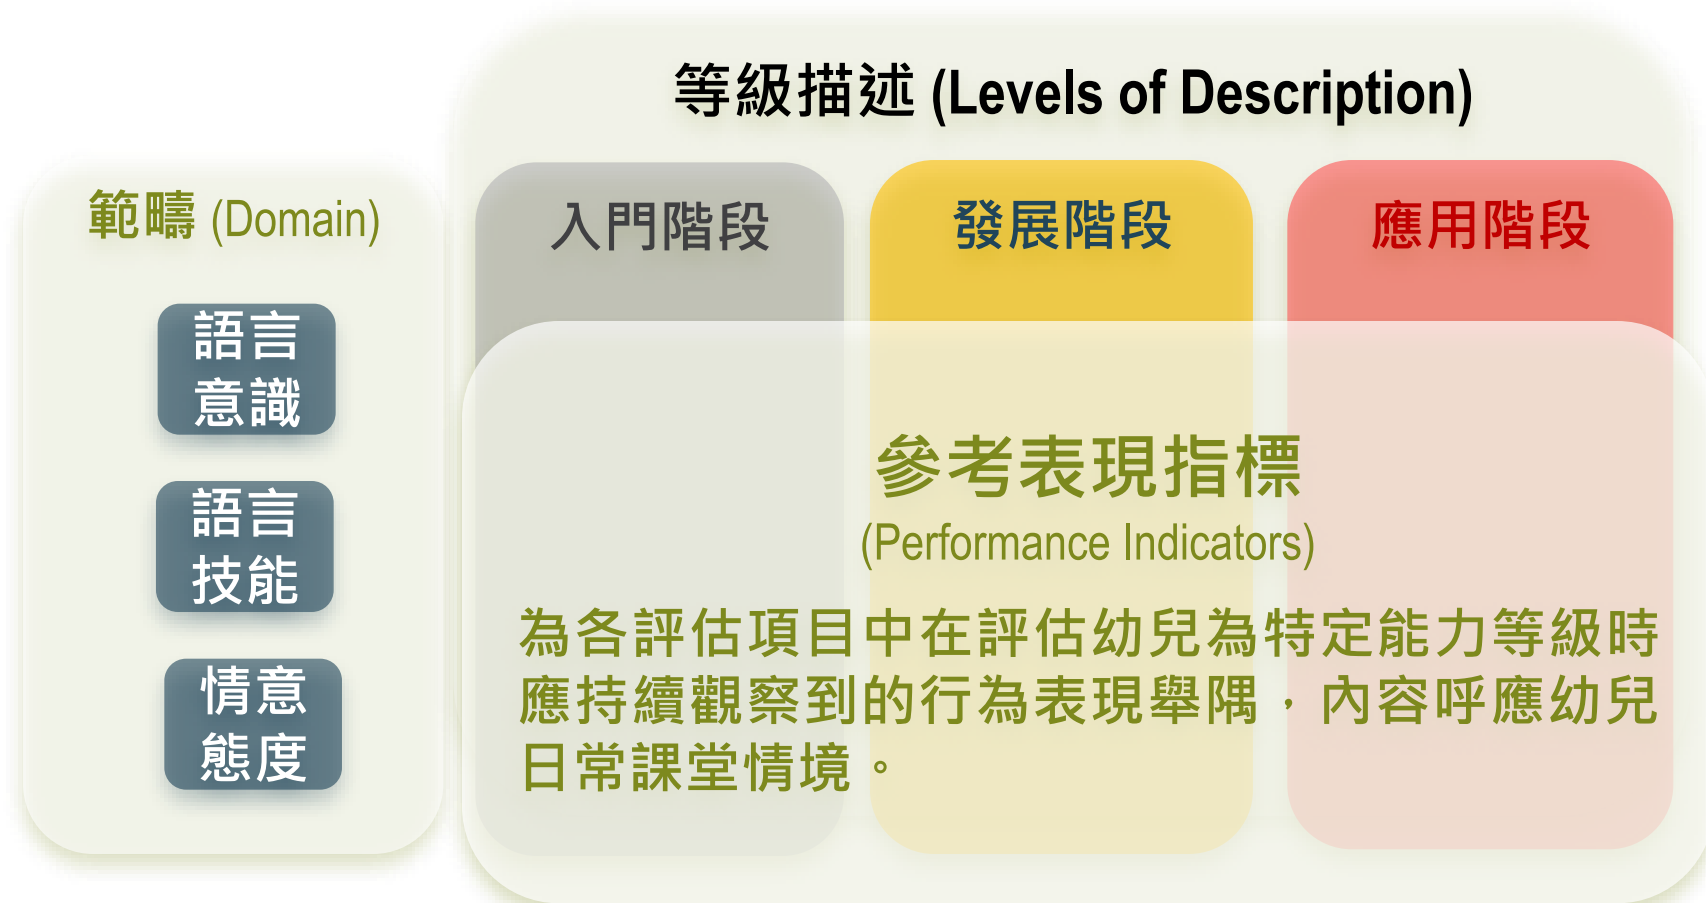 等級描述 (Levels of Description)
範疇 (Domain)
語言
意識
語言
技能
情意
態度
入門階段
發展階段
應用階段
參考表現指標
(Performance Indicators)
為各評估項目中在評估幼兒為特定能力等級時
應持續觀察到的行為表現舉隅，內容呼應幼兒
日常課堂情境。